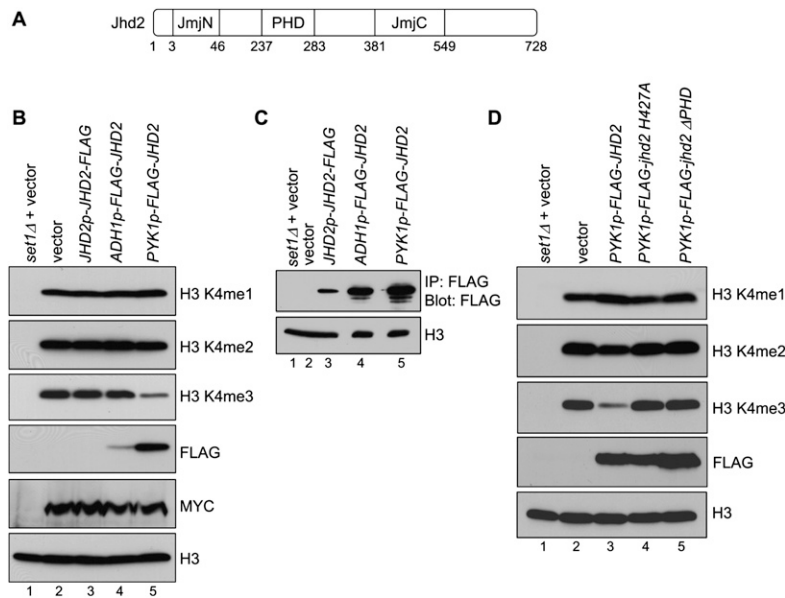 A
Jhd2 JmjN PHD JmjC
1 3 46 237 283 381 549 728
B
set1Δ + vector
vector
JHD2p-JHD2-FLAG
ADH1p-FLAG-JHD2
PYK1p-FLAG-JHD2
H3 K4me1
H3 K4me2
H3 K4me3
FLAG
MYC
H3
1 2 3 4 5
C
set1Δ + vector
vector
JHD2p-JHD2-FLAG
ADH1p-FLAG-JHD2
PYK1p-FLAG-JHD2
IP: FLAG
Blot: FLAG
H3
1 2 3 4 5
D
set1Δ + vector
vector
PYK1p-FLAG-JHD2
PYK1p-FLAG-jhd2 H427A
PYK1p-FLAG-jhd2 ΔPHD
H3 K4me1
H3 K4me2
H3 K4me3
FLAG
H3
1 2 3 4 5